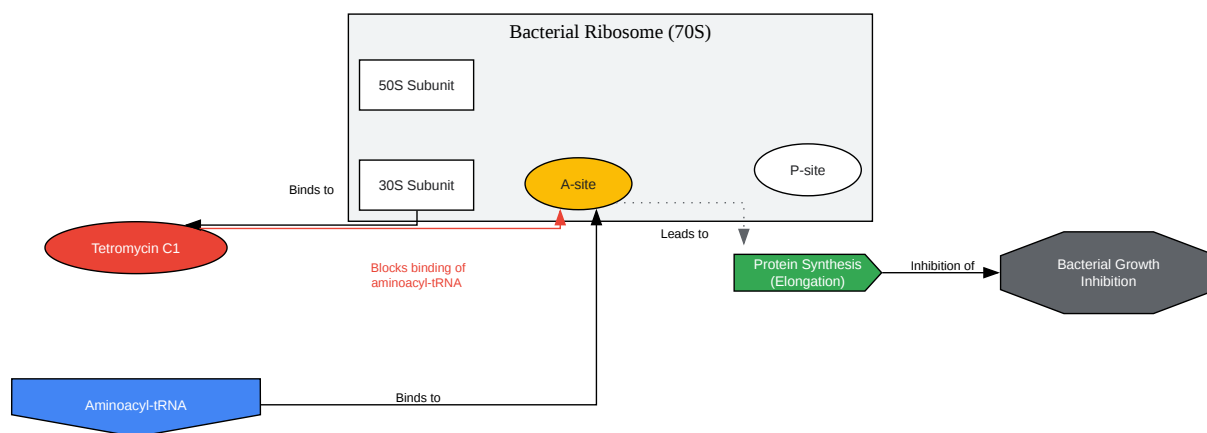 Bacterial Ribosome (70S)
50S Subunit
30S Subunit
A-site
P-site
Binds to
Tetromycin C1
Blocks binding of
aminoacyl-tRNA
Leads to
Protein Synthesis
(Elongation)
Inhibition of
Bacterial Growth
Inhibition
Aminoacyl-tRNA
Binds to